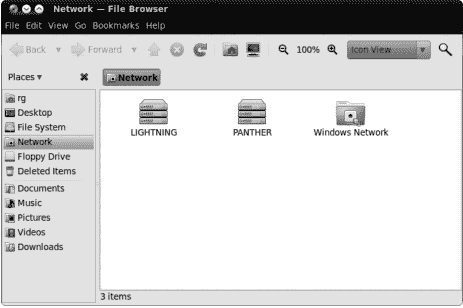 Network — File Browser
File Edit View Go Bookmarks Help
Back Forward 100% Icon View
Places Network
rg
Desktop
File System
Network
Floppy Drive
Deleted Items
Documents
Music
Pictures
Videos
Downloads
LIGHTNING PANTHER Windows Network
3 items